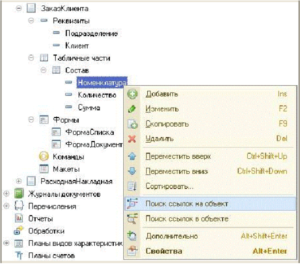 ЗаказКлиента
Реквизиты
Подразделение
Клиент
Табличные части
Состав
Номенклатура
Количество
Сумма
Формы
ФормаСписка
ФормаДокумент
Команды
Макеты
РасходнаяНакладная
Журналы документов
Перечисления
Отчеты
Обработки
Планы видов характеристик
Планы счетов
Добавить Ins
Изменить F2
Скопировать F9
Удалить Del
Переместить вверх Ctrl+Shift+Up
Переместить вниз Ctrl+Shift+Down
Сортировать...
Поиск ссылок на объект
Поиск ссылок в объекте
Дополнительно Alt+Shift+Enter
Свойства Alt+Enter